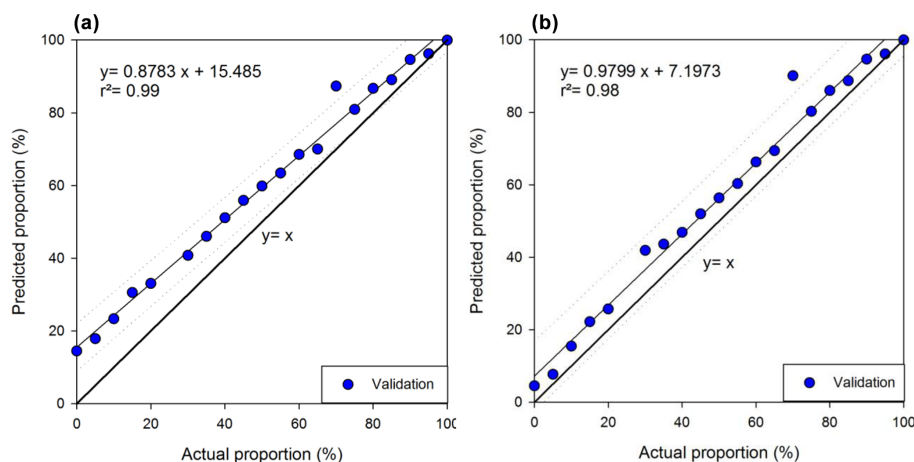 (a)
100
80
60
40
20
0
Predicted proportion (%)
y= 0.8783 x + 15.485
r²= 0.99
y= x
Validation
0 20 40 60 80 100
Actual proportion (%)
(b)
100
80
60
40
20
0
Predicted proportion (%)
y= 0.9799 x + 7.1973
r²= 0.98
y= x
Validation
0 20 40 60 80 100
Actual proportion (%)